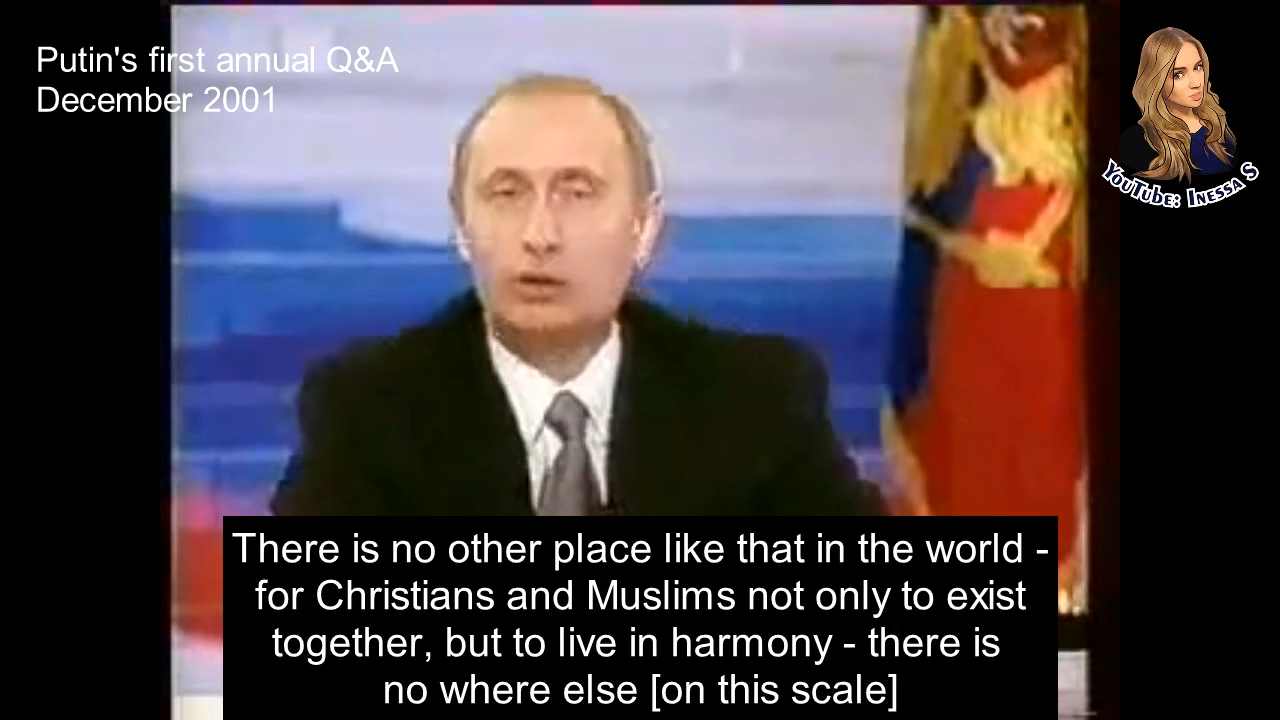 Putin's first annual Q&A
December 2001
YouTube: Inessa S
There is no other place like that in the world -
for Christians and Muslims not only to exist
together, but to live in harmony - there is
no where else [on this scale]